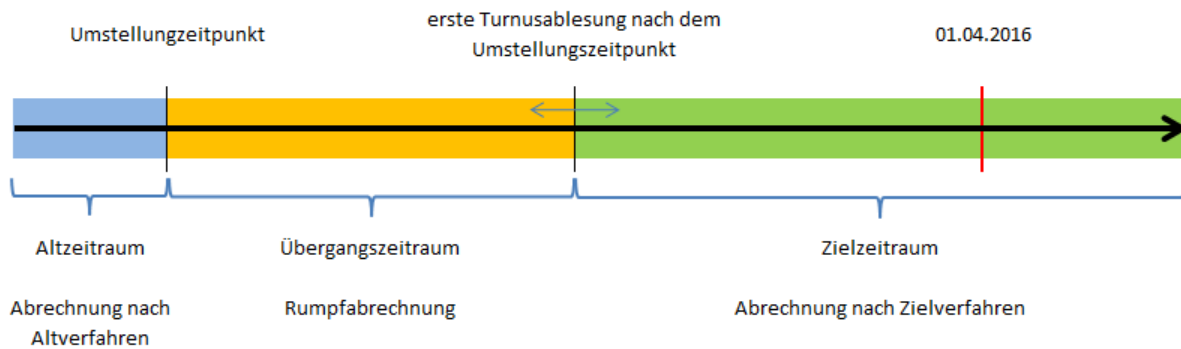 Umstellungzeitpunkt
erste Turnusablesung nach dem
Umstellungszeitpunkt
01.04.2016
Altzeitraum
Übergangszeitraum
Zielzeitraum
Abrechnung nach
Altverfahren
Rumpfabrechnung
Abrechnung nach Zielverfahren